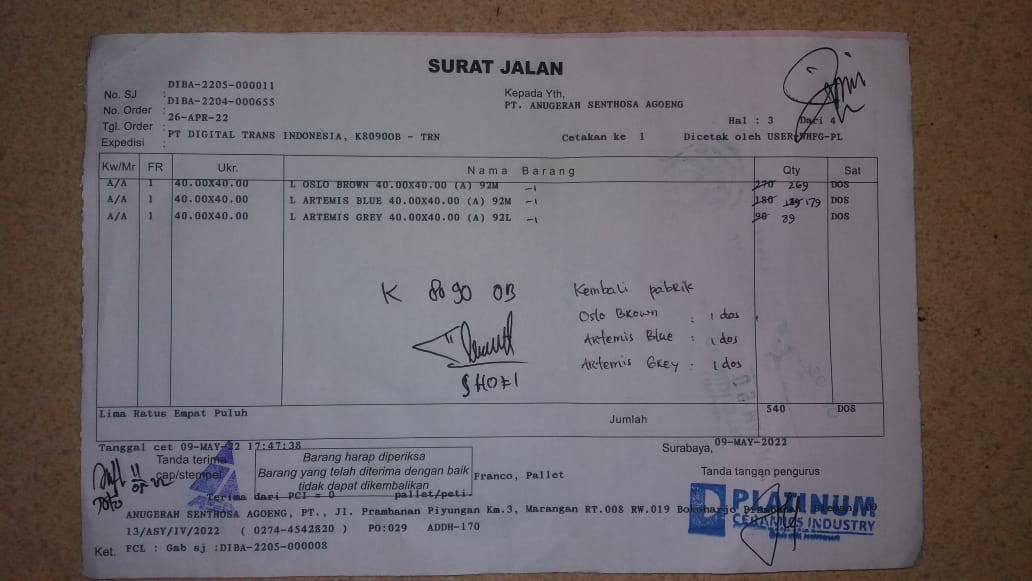 SURAT JALAN
No. SJ : DIBA-2205-000011
No. Order : DIBA-2204-000655
Tgl. Order : 26-APR-22
Expedisi : PT DIGITAL TRANS INDONESIA, K8090OB - TRN
Kepada Yth,
PT. ANUGERAH SENTHOSA AGOENG
Hal : 3 Dari 4
Cetakan ke 1 Dicetak oleh USER WHFG-PL
Kw/Mr FR Ukr. Nama Barang Qty Sat
A/A 1 40.00X40.00 L OSLO BROWN 40.00X40.00 (A) 92M -1 270 269 DOS
A/A 1 40.00X40.00 L ARTEMIS BLUE 40.00X40.00 (A) 92M -1 180 179 DOS
A/A 1 40.00X40.00 L ARTEMIS GREY 40.00X40.00 (A) 92L -1 90 89 DOS
K 8090 OB
SHOFI
Kembali pabrik
Oslo Brown : 1 dos
Artemis Blue : 1 dos
Artemis Grey : 1 dos
Lima Ratus Empat Puluh Jumlah 540 DOS
Tanggal cet 09-MAY-22 17:47:38
Surabaya, 09-MAY-2022
Tanda terima
cap/stempel
Barang harap diperiksa
Barang yang telah diterima dengan baik
tidak dapat dikembalikan
Franco, Pallet
Tanda tangan pengurus
Terima dari PCI = 0 pallet/peti.
PLATINUM
CERAMICS INDUSTRY
ANUGERAH SENTHOSA AGOENG, PT., Jl. Prambanan Piyungan Km.3, Marangan RT.008 RW.019
13/ASY/IV/2022 ( 0274-4542820 ) PO:029 ADDH-170
Ket. FCL : Gab sj :DIBA-2205-000008